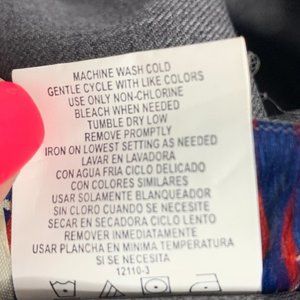 MACHINE WASH COLD
GENTLE CYCLE WITH LIKE COLORS
USE ONLY NON-CHLORINE
BLEACH WHEN NEEDED
TUMBLE DRY LOW
REMOVE PROMPTLY
IRON ON LOWEST SETTING AS NEEDED
LAVAR EN LAVADORA
CON AGUA FRIA CICLO DELICADO
CON COLORES SIMILARES
USAR SOLAMENTE BLANQUEADOR
SIN CLORO CUANDO SE NECESITA
SECAR EN SECADORA CICLO LENTO
REMOVER INMEDIATAMENTE
USAR PLANCHA EN MINIMA TEMPERATURA
SI SE NECESITA
12110-3